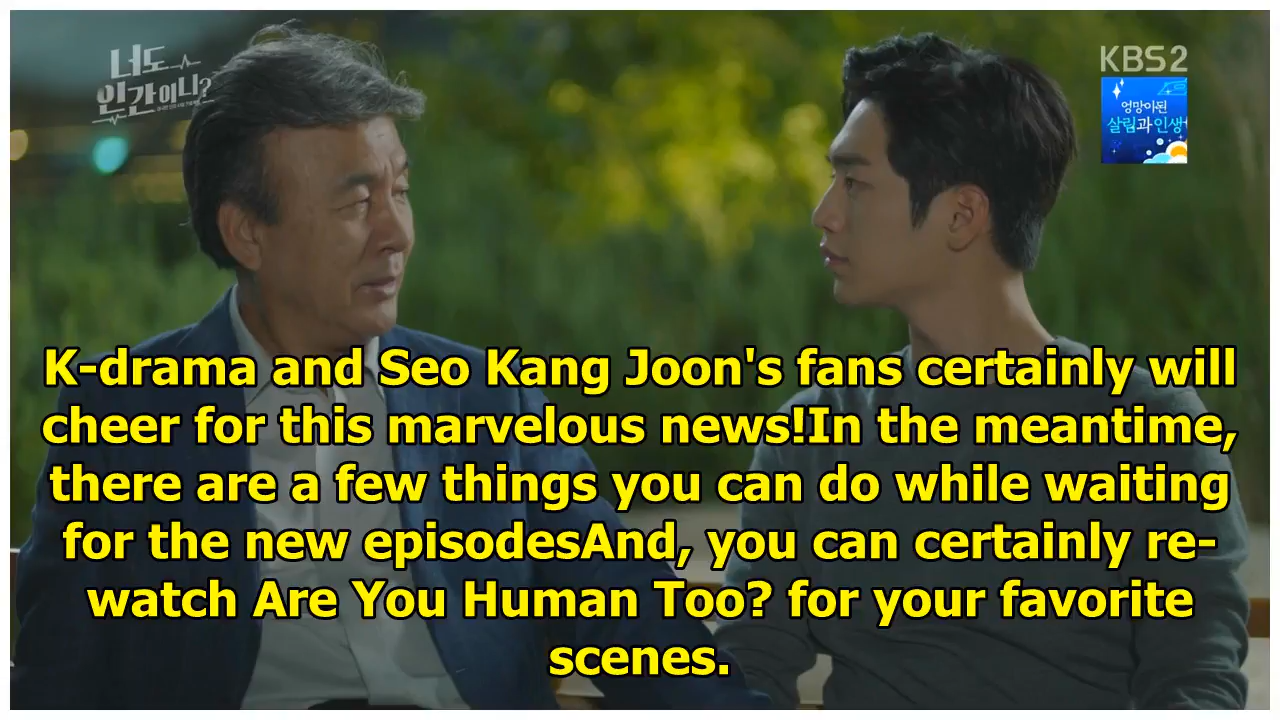 너도
인간이니?
KBS2
엉망이된
살림과 인생
K-drama and Seo Kang Joon's fans certainly will
cheer for this marvelous news!In the meantime,
there are a few things you can do while waiting
for the new episodesAnd, you can certainly re-
watch Are You Human Too? for your favorite
scenes.